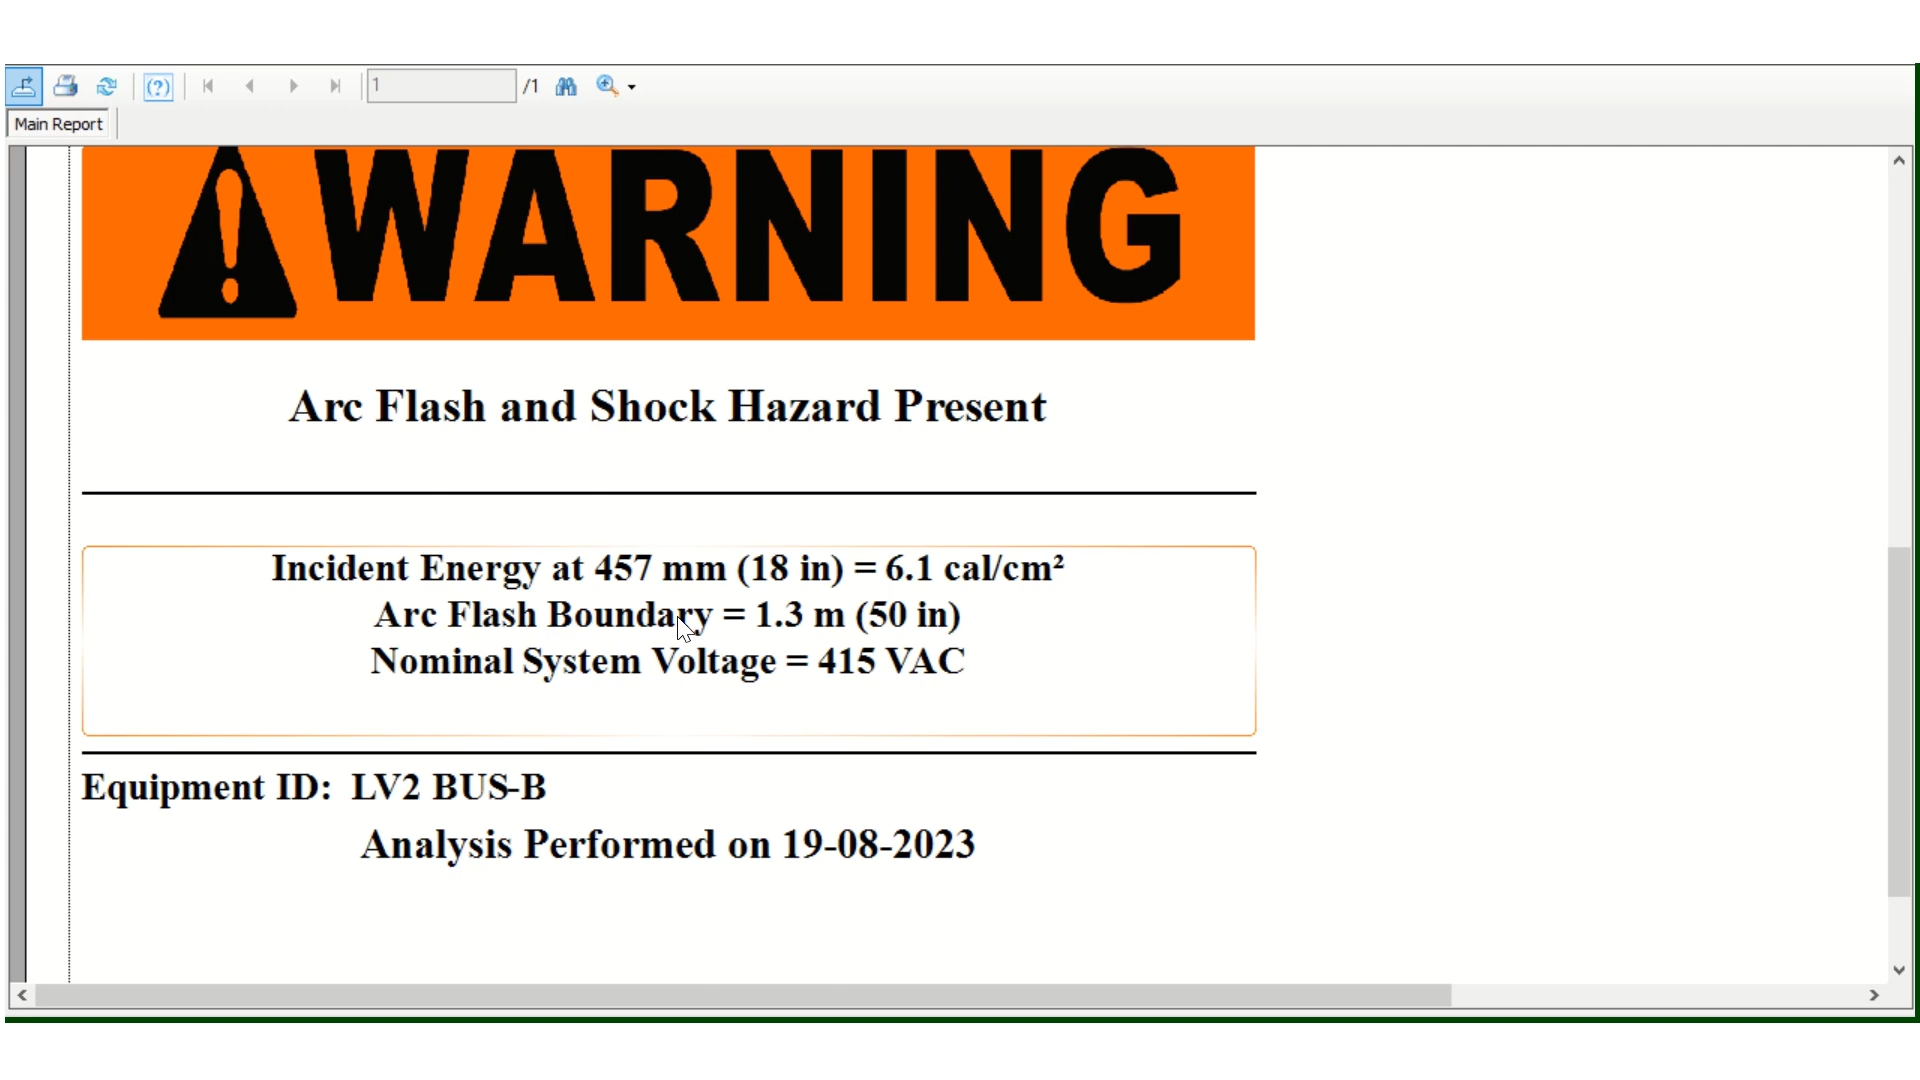 1 /1
Main Report
WARNING
Arc Flash and Shock Hazard Present
Incident Energy at 457 mm (18 in) = 6.1 cal/cm²
Arc Flash Boundary = 1.3 m (50 in)
Nominal System Voltage = 415 VAC
Equipment ID: LV2 BUS-B
Analysis Performed on 19-08-2023